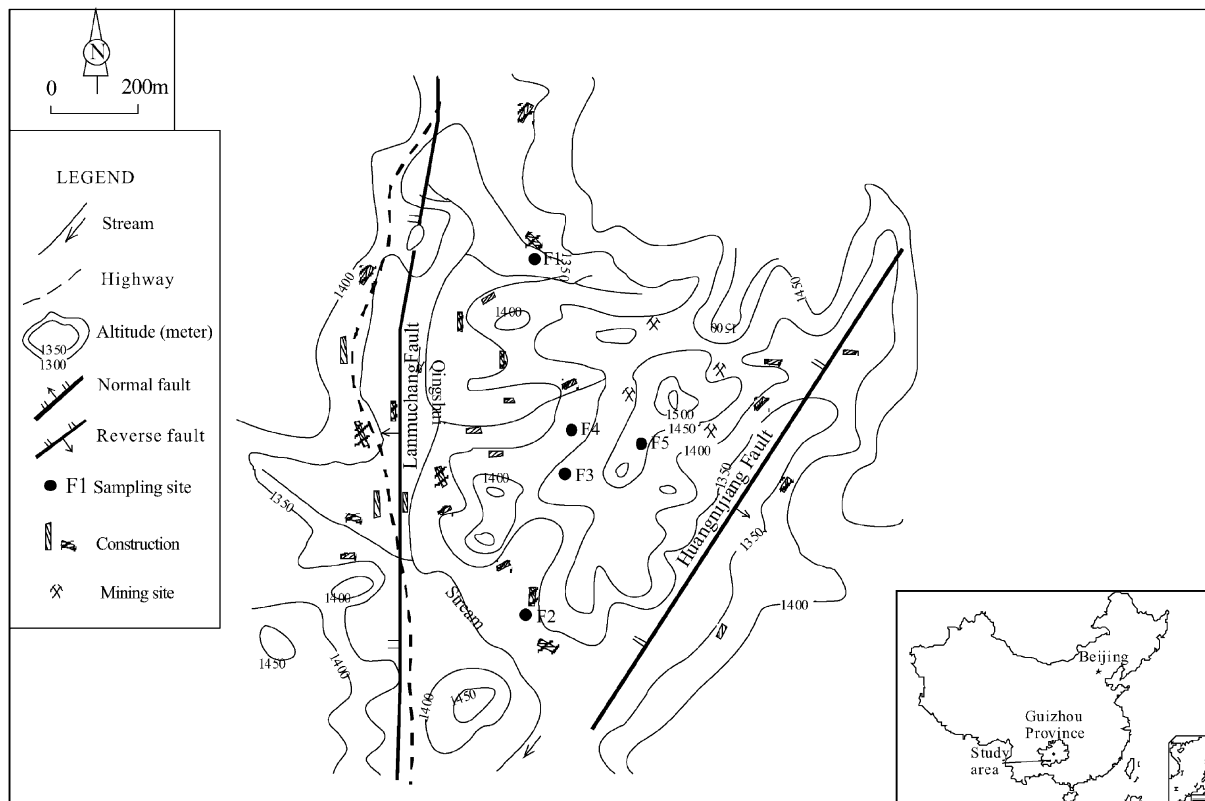 N
0 200m
LEGEND
Stream
Highway
Altitude (meter)
1350
1300
Normal fault
Reverse fault
F1 Sampling site
Construction
Mining site
1400
F1
1350
1450
1400
1500
Lanmuchang Fault
Qingshui
1500
1450
F4
F5
1400
F3
1400
1350
Huangnijiang Fault
1350
1350
1400
Stream
F2
1400
1450
1400
1400
1450
Beijing
Guizhou
Province
Study
area